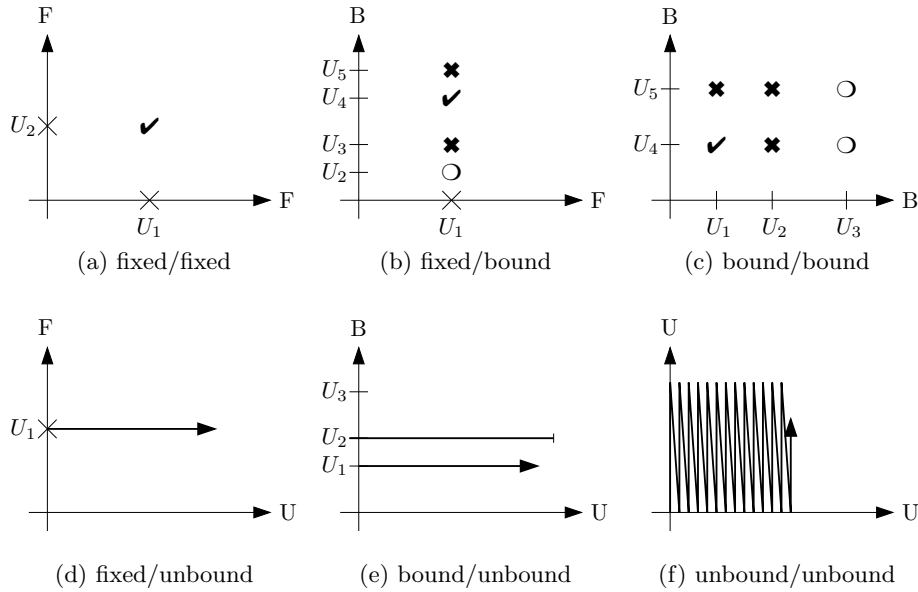 F
U₂
U₁
F
(a) fixed/fixed
B
U₅
U₄
U₃
U₂
U₁
F
(b) fixed/bound
B
U₅
U₄
U₁ U₂ U₃
B
(c) bound/bound
F
U₁
U
(d) fixed/unbound
B
U₃
U₂
U₁
U
(e) bound/unbound
U
U
(f) unbound/unbound